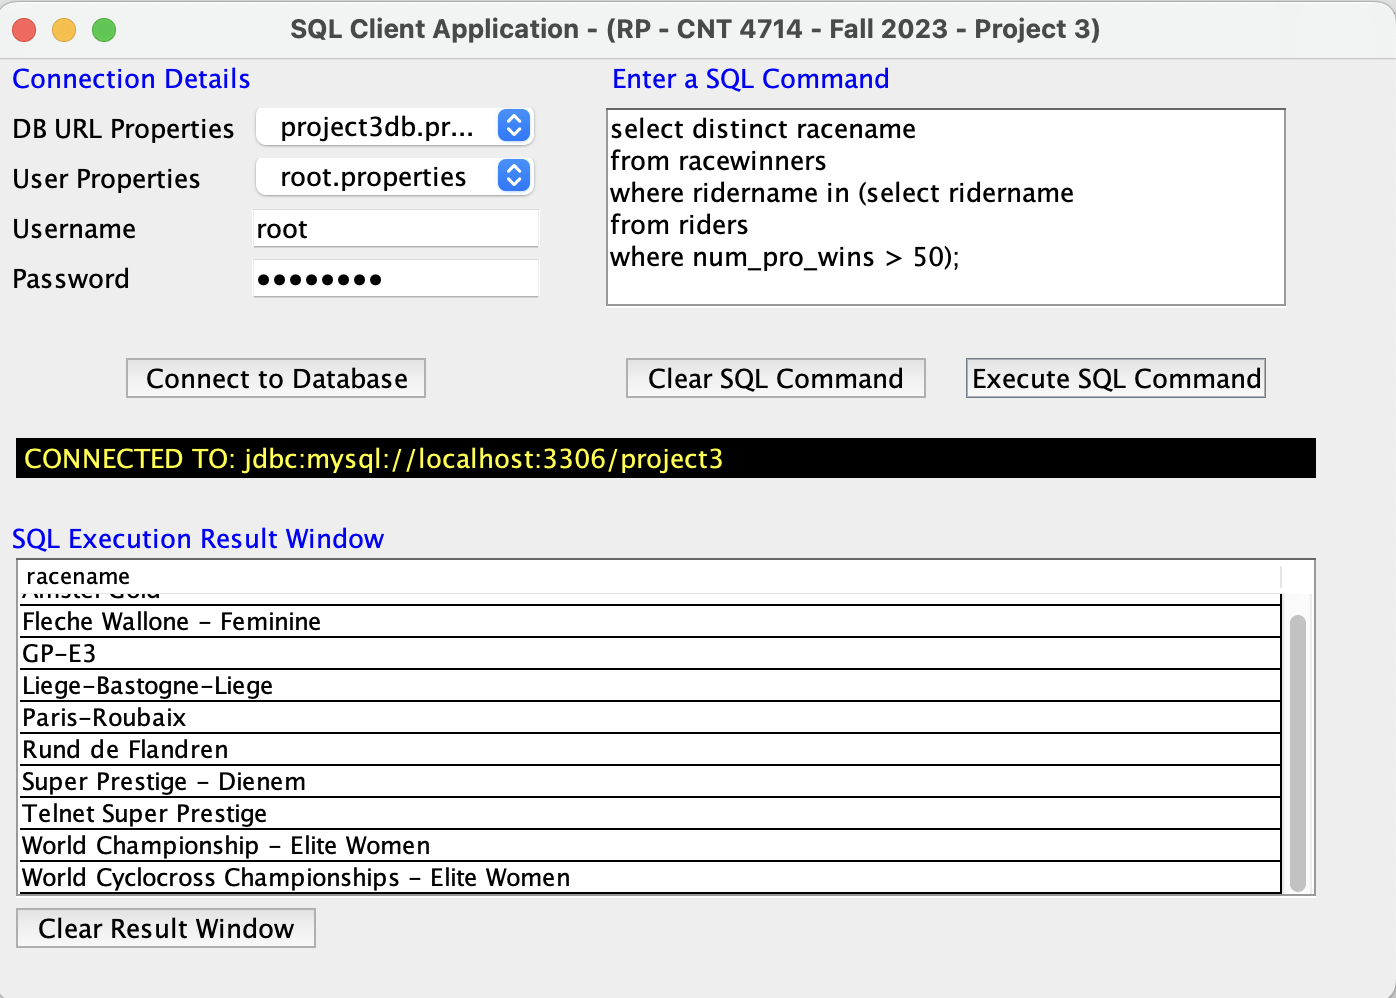 SQL Client Application - (RP - CNT 4714 - Fall 2023 - Project 3)
Connection Details
DB URL Properties
project3db.pr...
User Properties
root.properties
Username
root
Password
●●●●●●●●
Enter a SQL Command
select distinct racename
from racewinners
where ridername in (select ridername
from riders
where num_pro_wins > 50);
Connect to Database
Clear SQL Command
Execute SQL Command
CONNECTED TO: jdbc:mysql://localhost:3306/project3
SQL Execution Result Window
racename
Amstel Gold
Fleche Wallone - Feminine
GP-E3
Liege-Bastogne-Liege
Paris-Roubaix
Rund de Flandren
Super Prestige - Dienem
Telnet Super Prestige
World Championship - Elite Women
World Cyclocross Championships - Elite Women
Clear Result Window